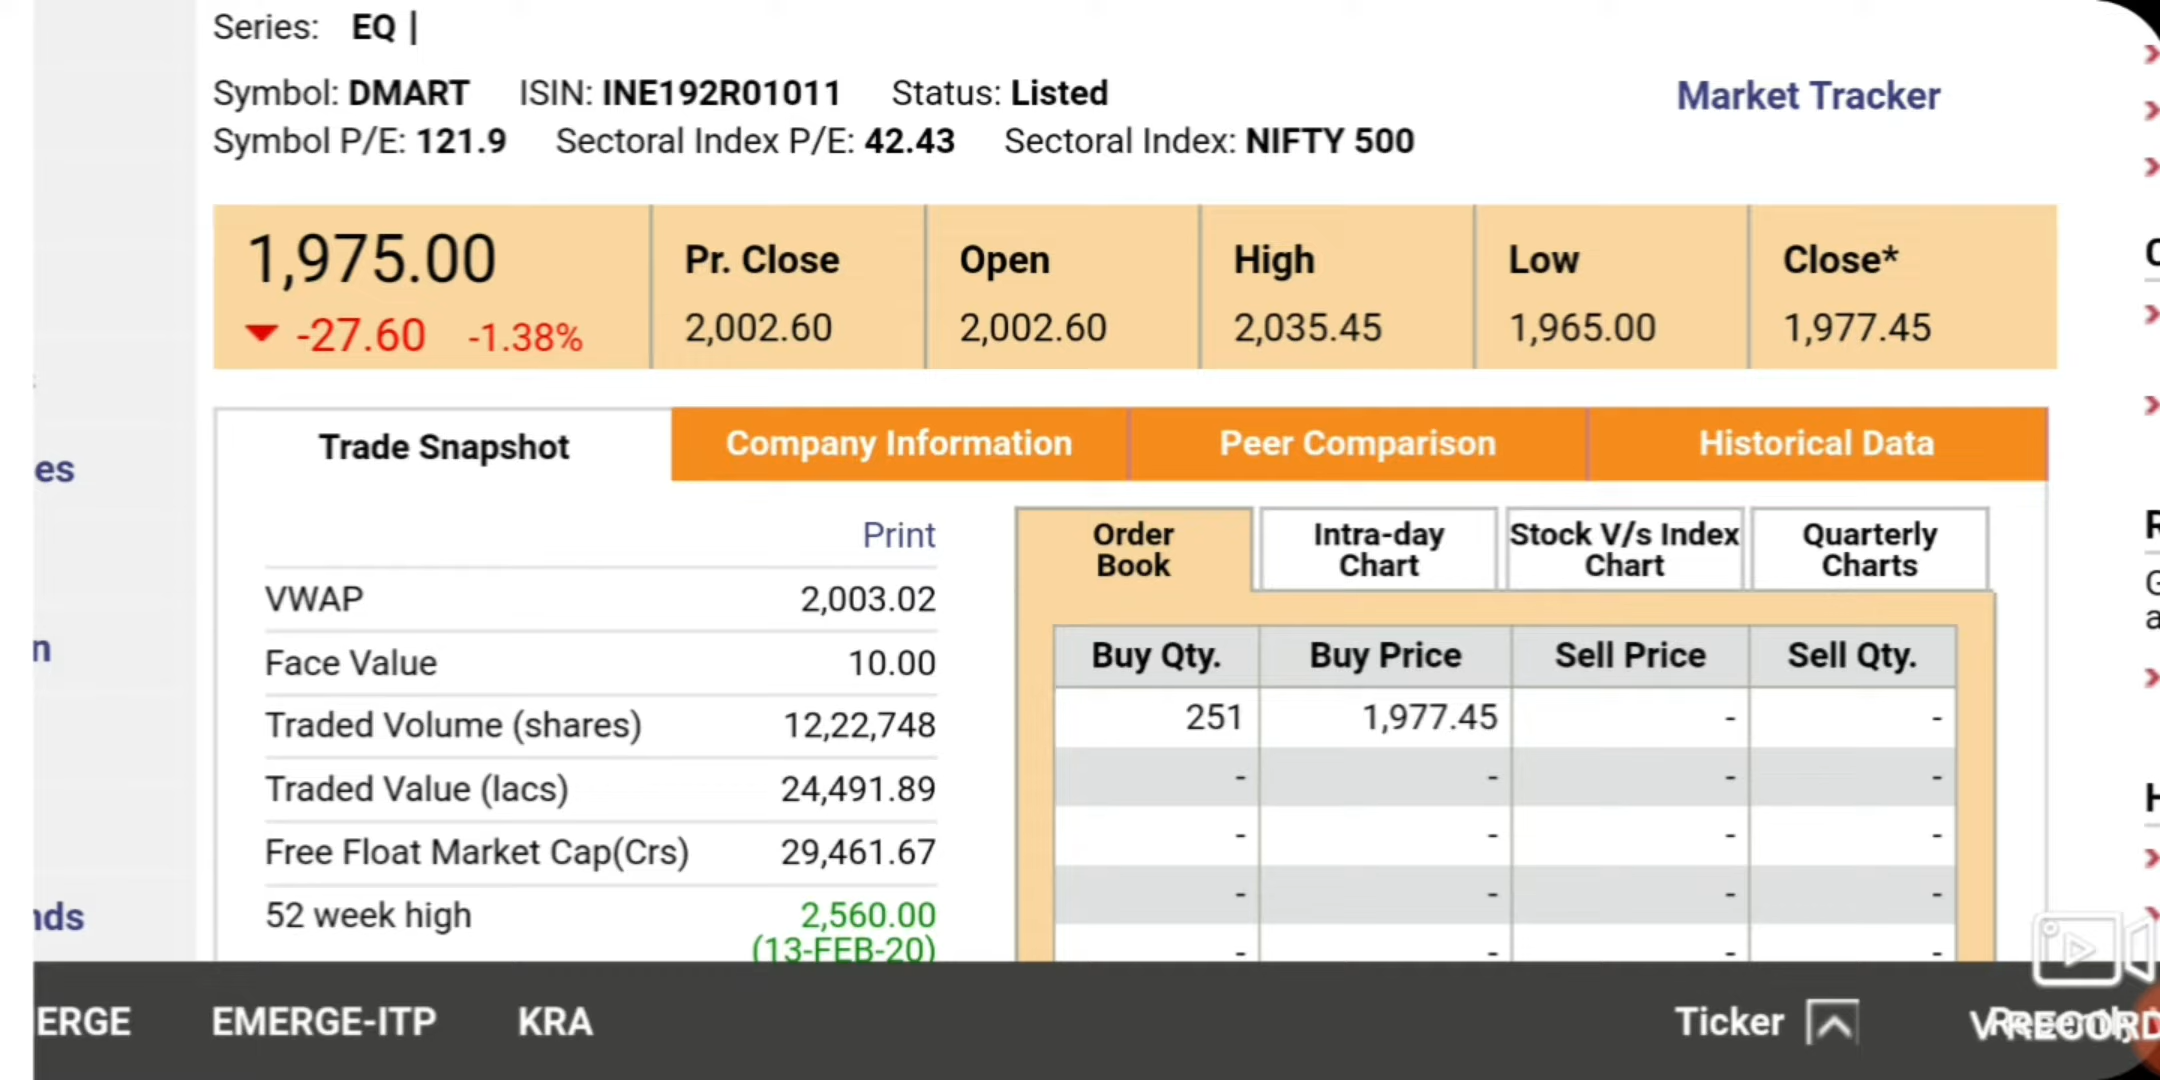 Series: EQ |
Symbol: DMART ISIN: INE192R01011 Status: Listed
Market Tracker
Symbol P/E: 121.9 Sectoral Index P/E: 42.43 Sectoral Index: NIFTY 500
1,975.00 Pr. Close Open High Low Close*
-27.60 -1.38% 2,002.60 2,002.60 2,035.45 1,965.00 1,977.45
Trade Snapshot Company Information Peer Comparison Historical Data
es
Print
Order Book Intra-day Chart Stock V/s Index Chart Quarterly Charts
VWAP 2,003.02
Face Value 10.00
Traded Volume (shares) 12,22,748
Traded Value (lacs) 24,491.89
Free Float Market Cap(Crs) 29,461.67
52 week high 2,560.00
(13-FEB-20)
Buy Qty. Buy Price Sell Price Sell Qty.
251 1,977.45 - -
- - - -
- - - -
- - - -
- - - -
n
nds
ERGE EMERGE-ITP KRA Ticker